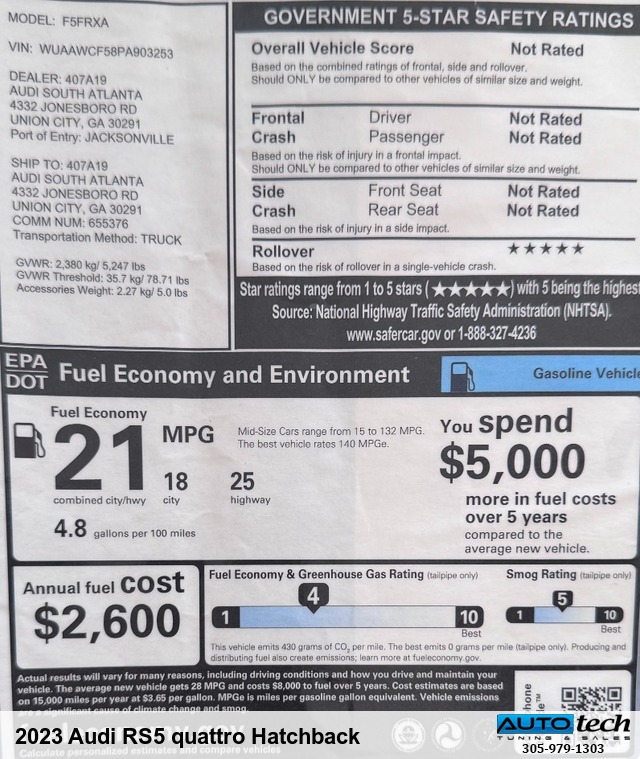 MODEL: F5FRXA
VIN: WUAAWCF58PA903253
DEALER: 407A19
AUDI SOUTH ATLANTA
4332 JONESBORO RD
UNION CITY, GA 30291
Port of Entry: JACKSONVILLE
SHIP TO: 407A19
AUDI SOUTH ATLANTA
4332 JONESBORO RD
UNION CITY, GA 30291
COMM NUM: 655376
Transportation Method: TRUCK
GVWR: 2,380 kg/ 5,247 lbs
GVWR Threshold: 35.7 kg/ 78.71 lbs
Accessories Weight: 2.27 kg/ 5.0 lbs
GOVERNMENT 5-STAR SAFETY RATINGS
Overall Vehicle Score Not Rated
Based on the combined ratings of frontal, side and rollover.
Should ONLY be compared to other vehicles of similar size and weight.
Frontal Driver Not Rated
Crash Passenger Not Rated
Based on the risk of injury in a frontal impact.
Should ONLY be compared to other vehicles of similar size and weight.
Side Front Seat Not Rated
Crash Rear Seat Not Rated
Based on the risk of injury in a side impact.
Rollover ★★★★★
Based on the risk of rollover in a single-vehicle crash.
Star ratings range from 1 to 5 stars (★★★★★) with 5 being the highest
Source: National Highway Traffic Safety Administration (NHTSA).
www.safercar.gov or 1-888-327-4236
EPA
DOT Fuel Economy and Environment
Gasoline Vehicle
Fuel Economy
21 MPG
18 25
combined city/hwy city highway
4.8 gallons per 100 miles
Mid-Size Cars range from 15 to 132 MPG.
The best vehicle rates 140 MPGe.
You spend
$5,000
more in fuel costs
over 5 years
compared to the
average new vehicle.
Annual fuel cost
$2,600
Fuel Economy & Greenhouse Gas Rating (tailpipe only)
4
1 10
Best
Smog Rating (tailpipe only)
5
1 10
Best
This vehicle emits 430 grams of CO₂ per mile. The best emits 0 grams per mile (tailpipe only). Producing and
distributing fuel also create emissions; learn more at fueleconomy.gov.
Actual results will vary for many reasons, including driving conditions and how you drive and maintain your
vehicle. The average new vehicle gets 28 MPG and costs $8,000 to fuel over 5 years. Cost estimates are based
on 15,000 miles per year at $3.65 per gallon. MPGe is miles per gasoline gallon equivalent. Vehicle emissions
are a significant cause of climate change and smog.
2023 Audi RS5 quattro Hatchback
Calculate personalized estimates and compare vehicles
AUTOtech
TUNING & SALES
305-979-1303